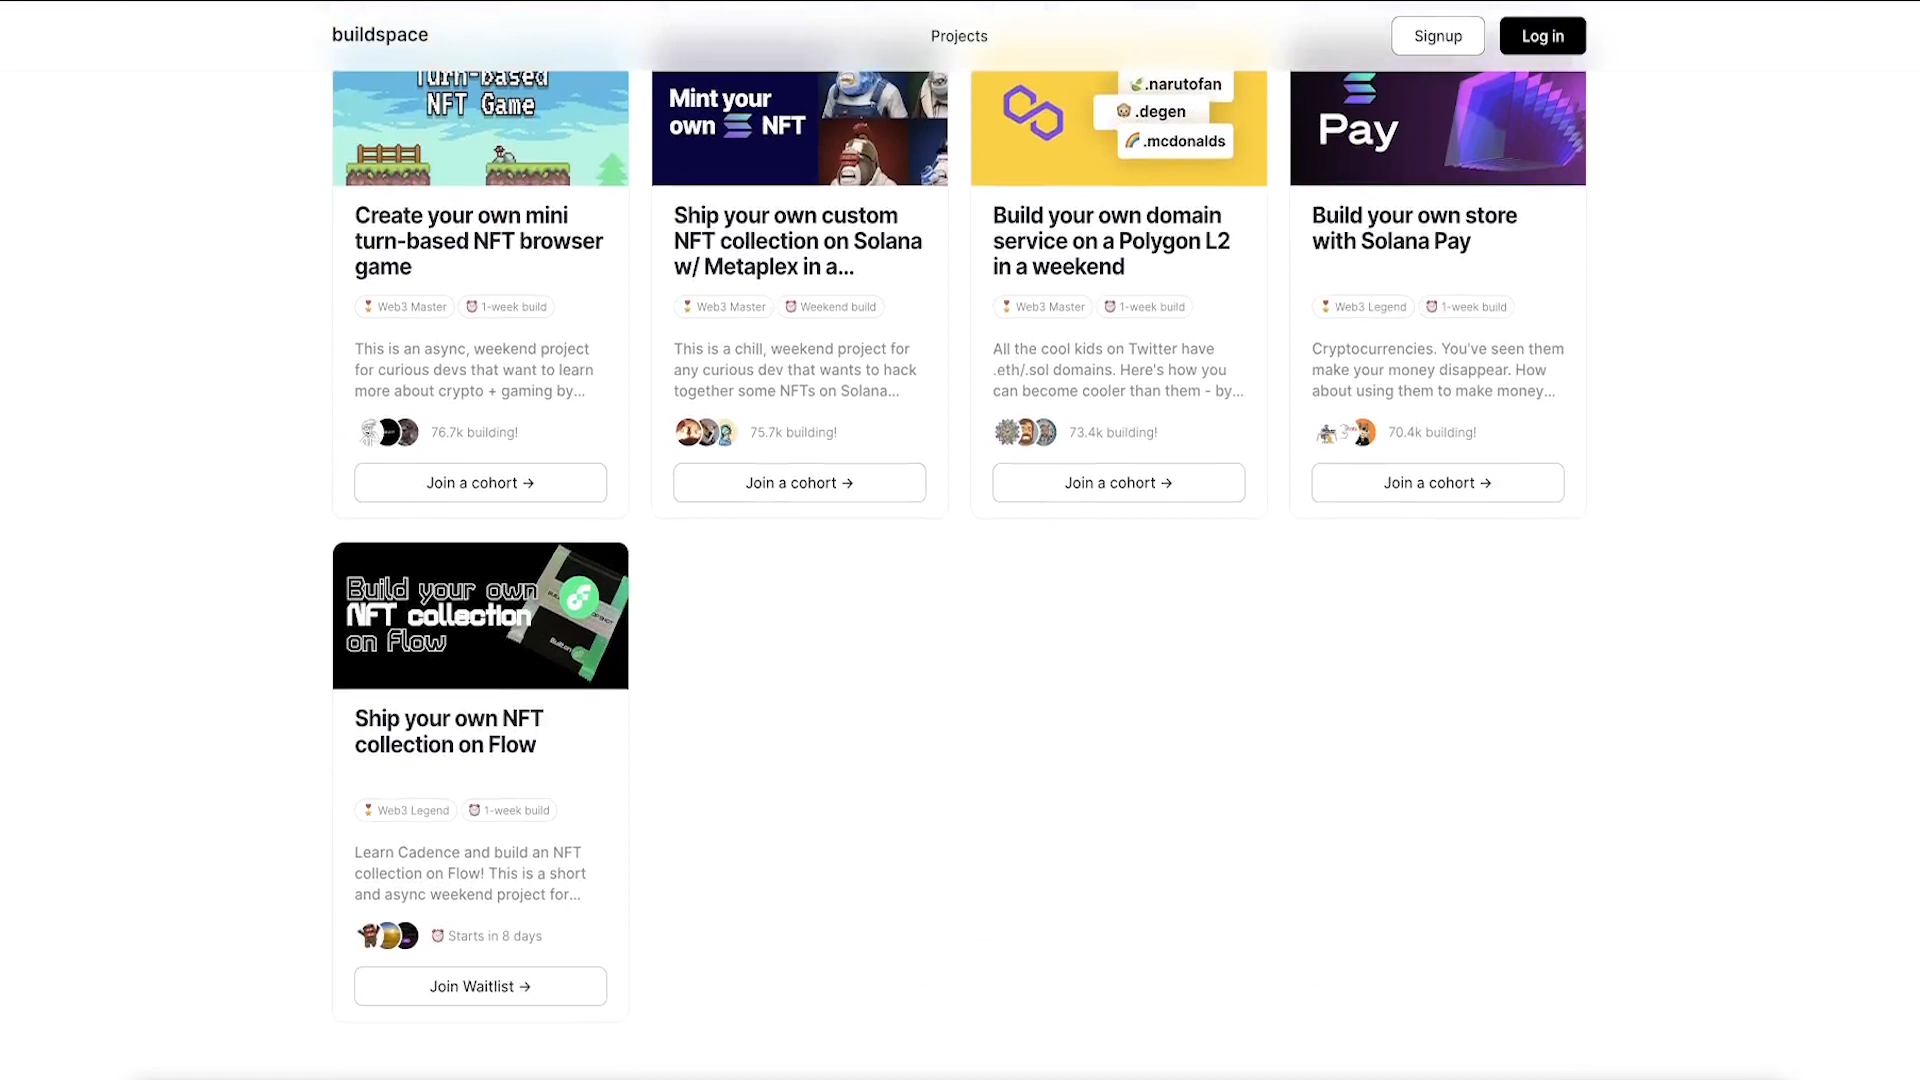 buildspace
Projects
Signup
Log in
Turn-based
NFT Game
Create your own mini
turn-based NFT browser
game
Web3 Master
1-week build
This is an async, weekend project
for curious devs that want to learn
more about crypto + gaming by...
76.7k building!
Join a cohort →
Mint your
own NFT
Ship your own custom
NFT collection on Solana
w/ Metaplex in a...
Web3 Master
Weekend build
This is a chill, weekend project for
any curious dev that wants to hack
together some NFTs on Solana...
75.7k building!
Join a cohort →
.narutofan
.degen
.mcdonalds
Build your own domain
service on a Polygon L2
in a weekend
Web3 Master
1-week build
All the cool kids on Twitter have
.eth/.sol domains. Here's how you
can become cooler than them - by...
73.4k building!
Join a cohort →
Pay
Build your own store
with Solana Pay
Web3 Legend
1-week build
Cryptocurrencies. You've seen them
make your money disappear. How
about using them to make money...
70.4k building!
Join a cohort →
Build your own
NFT collection
on Flow
Ship your own NFT
collection on Flow
Web3 Legend
1-week build
Learn Cadence and build an NFT
collection on Flow! This is a short
and async weekend project for...
Starts in 8 days
Join Waitlist →